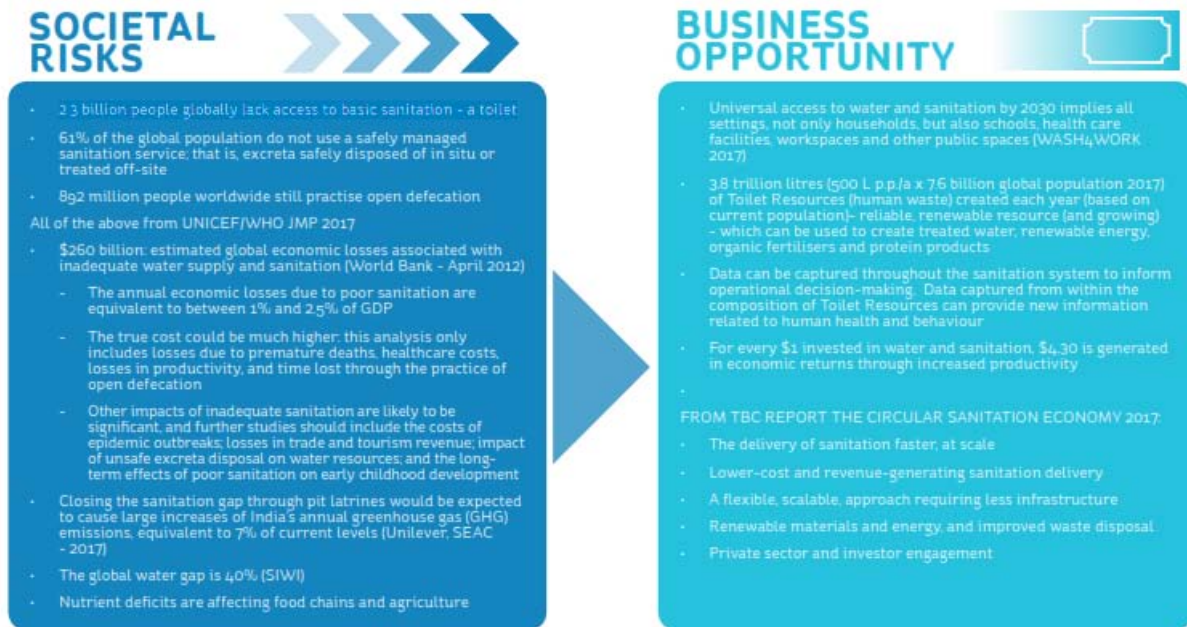 SOCIETAL
RISKS
• 2.3 billion people globally lack access to basic sanitation - a toilet
• 61% of the global population do not use a safely managed
sanitation service; that is, excreta safely disposed of in situ or
treated off-site
• 892 million people worldwide still practise open defecation
All of the above from UNICEF/WHO JMP 2017
• $260 billion: estimated global economic losses associated with
inadequate water supply and sanitation (World Bank - April 2012)
- The annual economic losses due to poor sanitation are
equivalent to between 1% and 2.5% of GDP
- The true cost could be much higher: this analysis only
includes losses due to premature deaths, healthcare costs,
losses in productivity, and time lost through the practice of
open defecation
- Other impacts of inadequate sanitation are likely to be
significant, and further studies should include the costs of
epidemic outbreaks; losses in trade and tourism revenue; impact
of unsafe excreta disposal on water resources; and the long-
term effects of poor sanitation on early childhood development
• Closing the sanitation gap through pit latrines would be expected
to cause large increases of India's annual greenhouse gas (GHG)
emissions, equivalent to 7% of current levels (Unilever, SEAC
- 2017)
• The global water gap is 40% (SIWI)
• Nutrient deficits are affecting food chains and agriculture
BUSINESS
OPPORTUNITY
• Universal access to water and sanitation by 2030 implies all
settings, not only households, but also schools, health care
facilities, workspaces and other public spaces (WASH4WORK
2017)
• 3.8 trillion litres (500 L p.p./a x 7.6 billion global population 2017)
of Toilet Resources (human waste) created each year (based on
current population)- reliable, renewable resource (and growing)
- which can be used to create treated water, renewable energy,
organic fertilisers and protein products
• Data can be captured throughout the sanitation system to inform
operational decision-making. Data captured from within the
composition of Toilet Resources can provide new information
related to human health and behaviour
• For every $1 invested in water and sanitation, $4.30 is generated
in economic returns through increased productivity
•
FROM TBC REPORT THE CIRCULAR SANITATION ECONOMY 2017:
• The delivery of sanitation faster, at scale
• Lower-cost and revenue-generating sanitation delivery
• A flexible, scalable, approach requiring less infrastructure
• Renewable materials and energy, and improved waste disposal
• Private sector and investor engagement